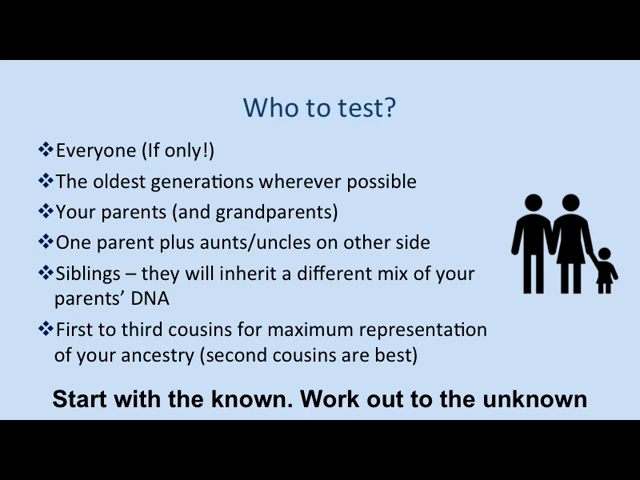 Who to test?
❖Everyone (If only!)
❖The oldest generations wherever possible
❖Your parents (and grandparents)
❖One parent plus aunts/uncles on other side
❖Siblings – they will inherit a different mix of your
parents’ DNA
❖First to third cousins for maximum representation
of your ancestry (second cousins are best)
Start with the known. Work out to the unknown